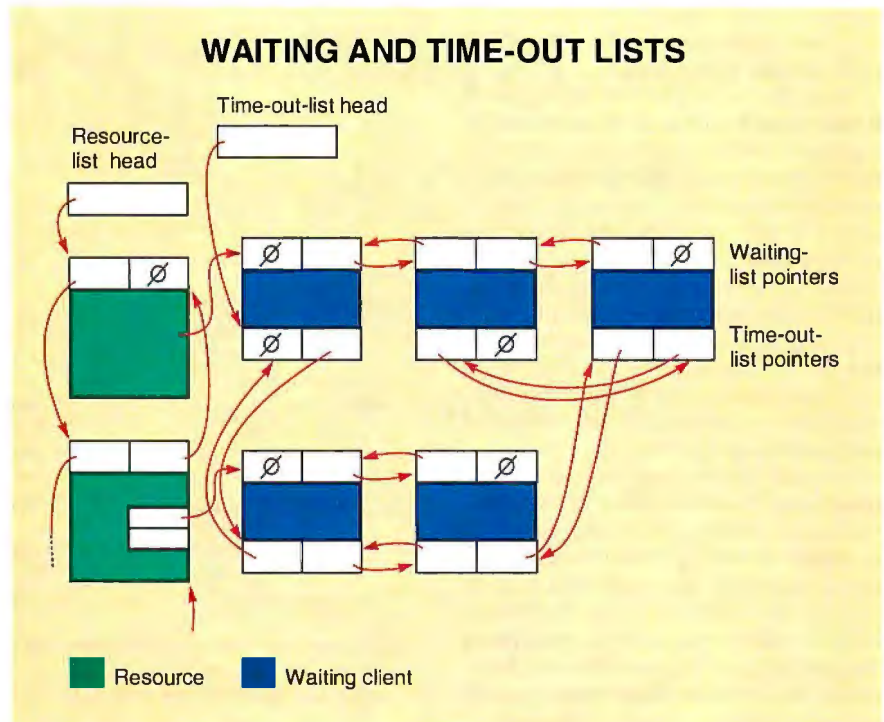 WAITING AND TIME-OUT LISTS
Time-out-list head
Resource-
list head
Ø
Ø
Ø
Waiting-
list pointers
Ø
Ø
Time-out-
list pointers
Ø
Ø
Resource
Waiting client